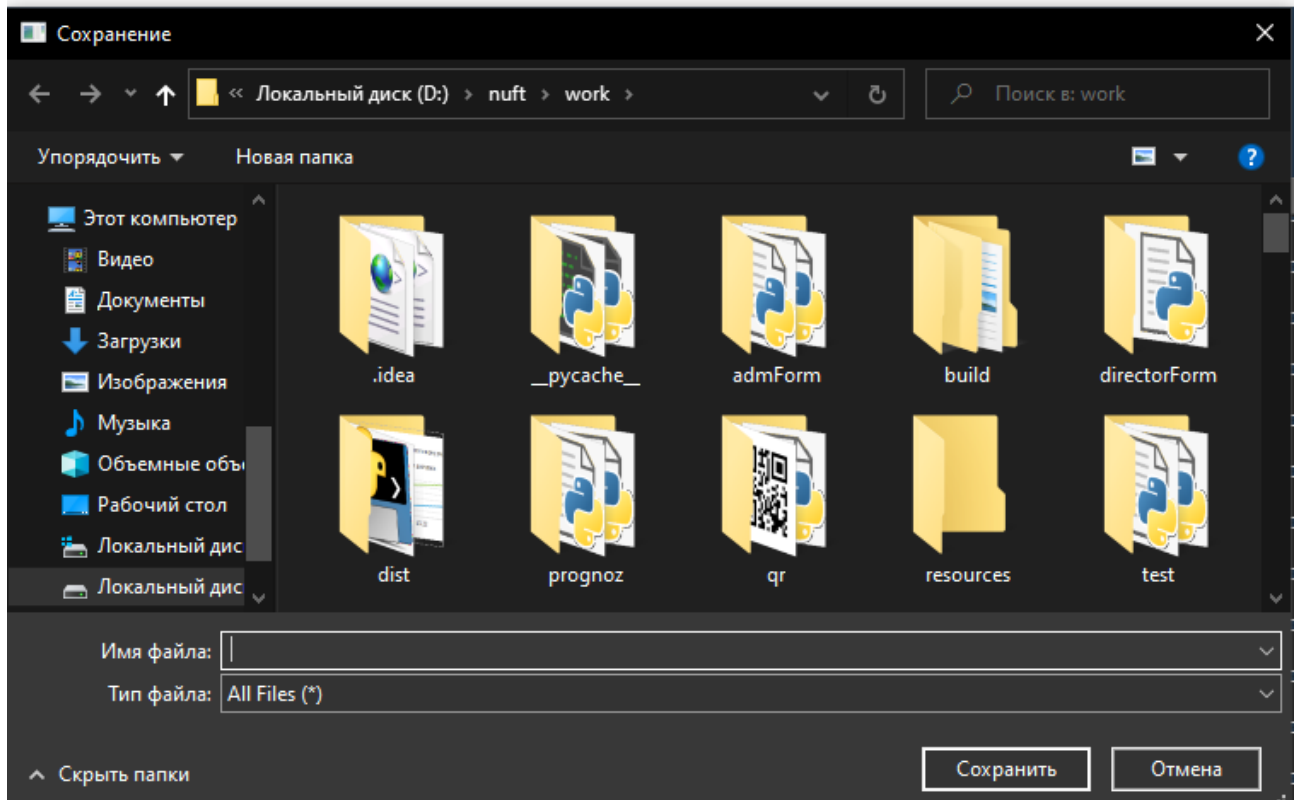 Сохранение
« Локальный диск (D:) › nuft › work ›
Поиск в: work
Упорядочить
Новая папка
Этот компьютер
Видео
Документы
Загрузки
Изображения
Музыка
Объемные объ
Рабочий стол
Локальный дис
Локальный дис
.idea
__pycache__
admForm
build
directorForm
dist
prognoz
qr
resources
test
Имя файла:
Тип файла: All Files (*)
Скрыть папки
Сохранить
Отмена